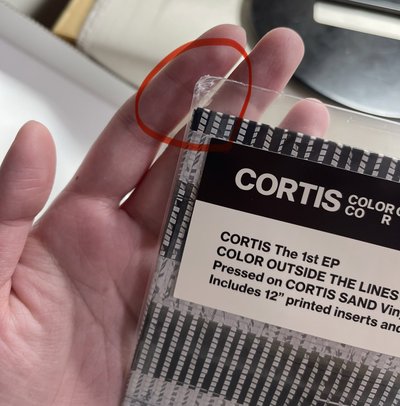 CORTIS COLOR
CO R
CORTIS The 1st EP
COLOR OUTSIDE THE LINES
Pressed on CORTIS SAND
Includes 12" printed inserts and